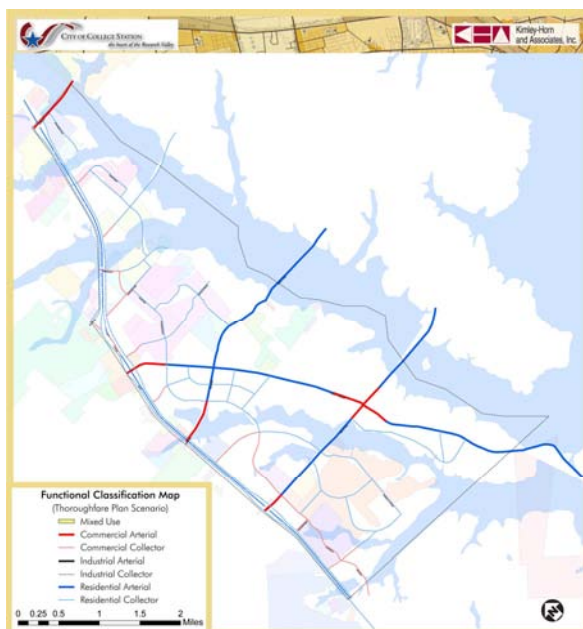 CITY OF COLLEGE STATION
the heart of the Research Valley
Kimley-Horn
and Associates, Inc.
Functional Classification Map
(Thoroughfare Plan Scenario)
Mixed Use
Commercial Arterial
Commercial Collector
Industrial Arterial
Industrial Collector
Residential Arterial
Residential Collector
0 0.25 0.5 1 1.5 2
Miles